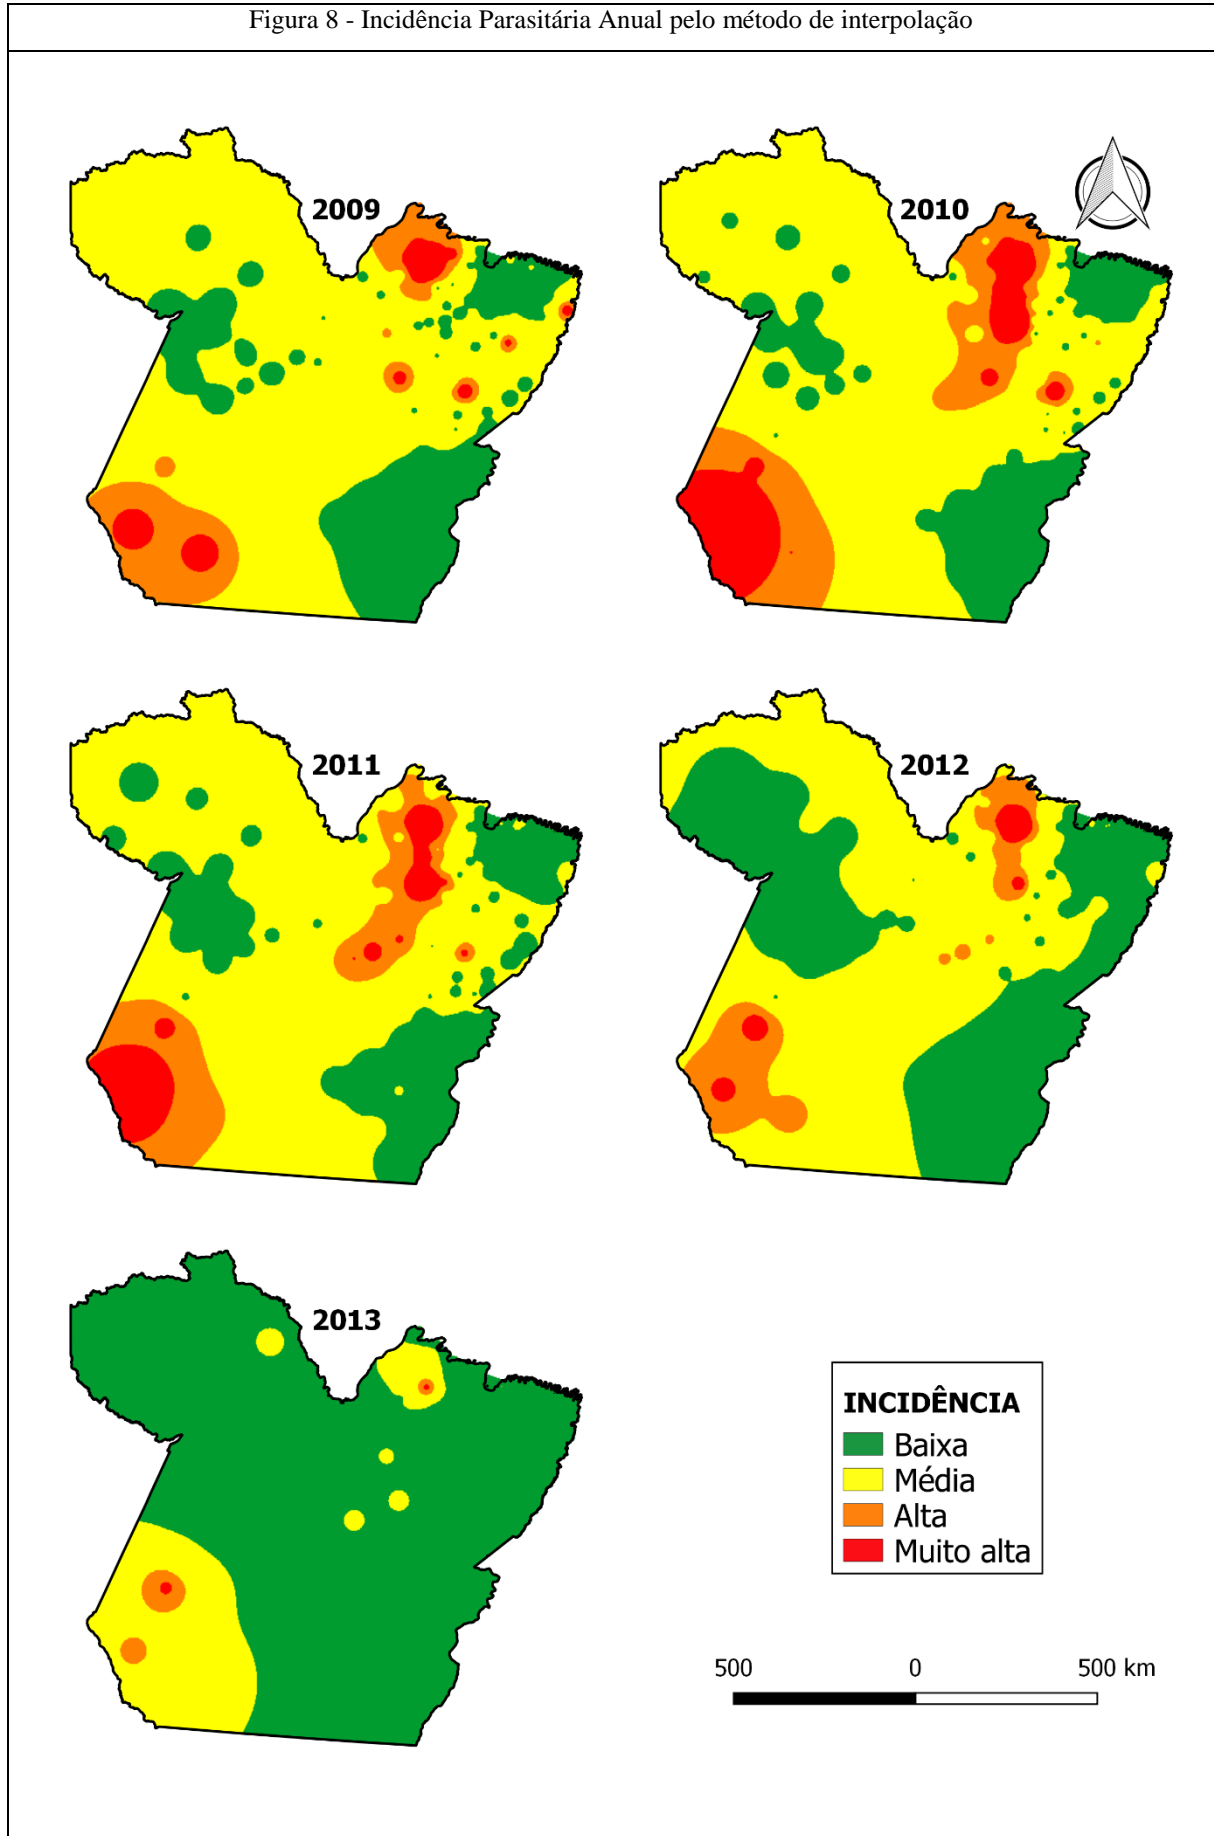 Figura 8 - Incidência Parasitária Anual pelo método de interpolação
2009
2010
2011
2012
2013
INCIDÊNCIA
Baixa
Média
Alta
Muito alta
500 0 500 km